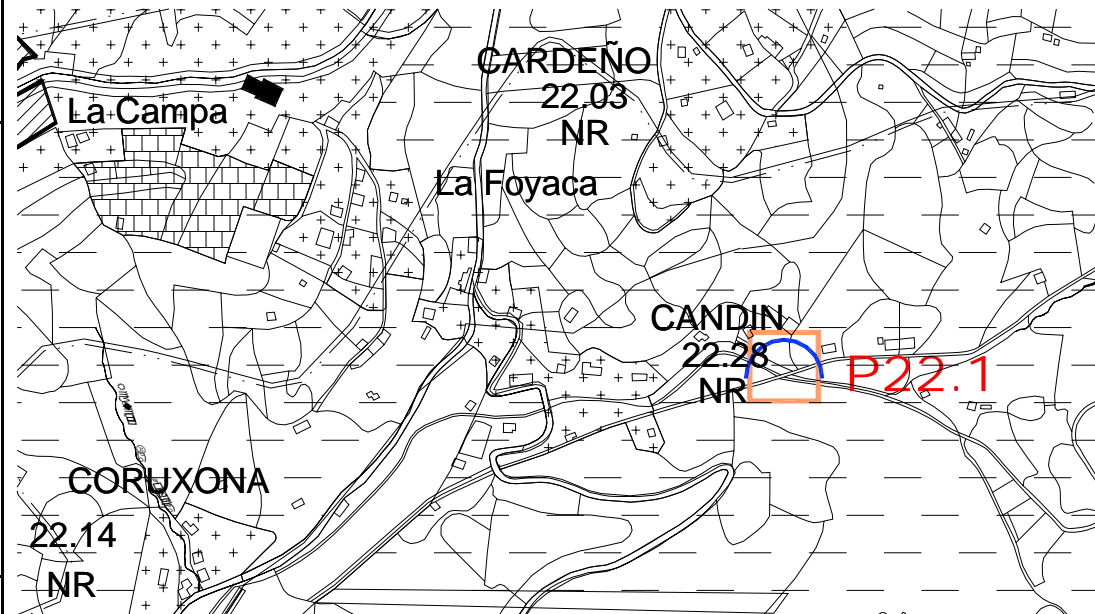 CARDEÑO
22.03
NR
La Campa
La Foyaca
CANDIN
22.28
NR
P22.1
CORUXONA
22.14
NR